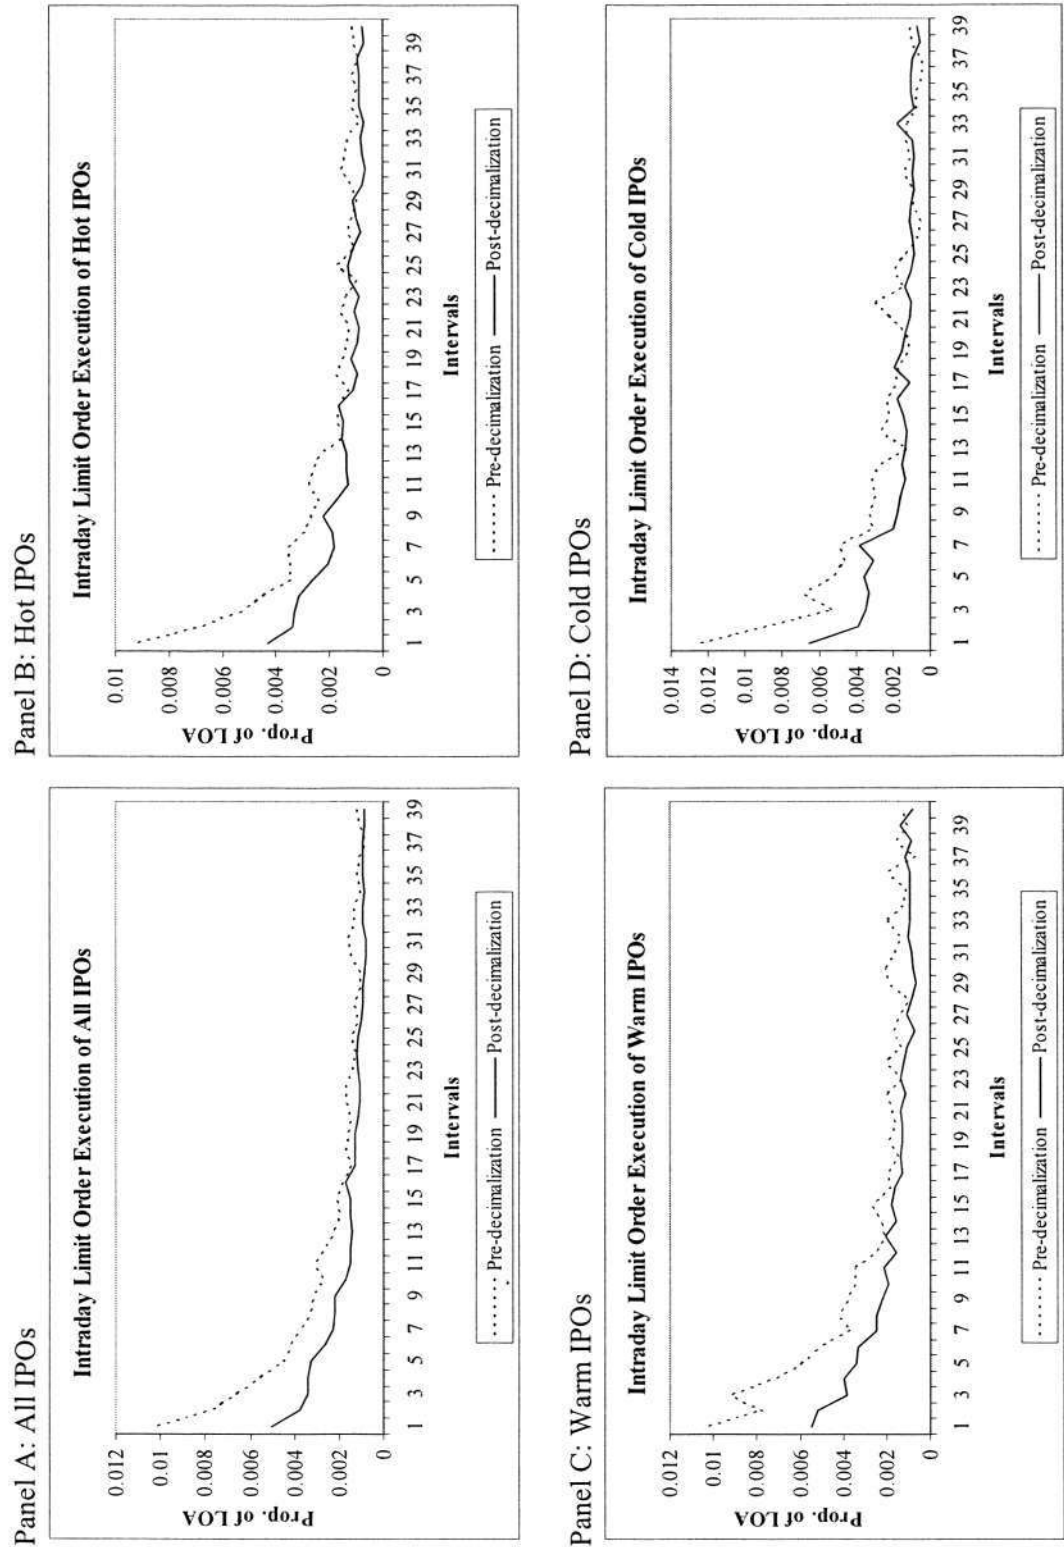 Panel A: All IPOs
Intraday Limit Order Execution of All IPOs
Prop. of LOA
0.012
0.01
0.008
0.006
0.004
0.002
0
1 3 5 7 9 11 13 15 17 19 21 23 25 27 29 31 33 35 37 39
Intervals
Pre-decimalization Post-decimalization
Panel B: Hot IPOs
Intraday Limit Order Execution of Hot IPOs
Prop. of LOA
0.01
0.008
0.006
0.004
0.002
0
1 3 5 7 9 11 13 15 17 19 21 23 25 27 29 31 33 35 37 39
Intervals
Pre-decimalization Post-decimalization
Panel C: Warm IPOs
Intraday Limit Order Execution of Warm IPOs
Prop. of LOA
0.012
0.01
0.008
0.006
0.004
0.002
0
1 3 5 7 9 11 13 15 17 19 21 23 25 27 29 31 33 35 37 39
Intervals
Pre-decimalization Post-decimalization
Panel D: Cold IPOs
Intraday Limit Order Execution of Cold IPOs
Prop. of LOA
0.014
0.012
0.01
0.008
0.006
0.004
0.002
0
1 3 5 7 9 11 13 15 17 19 21 23 25 27 29 31 33 35 37 39
Intervals
Pre-decimalization Post-decimalization